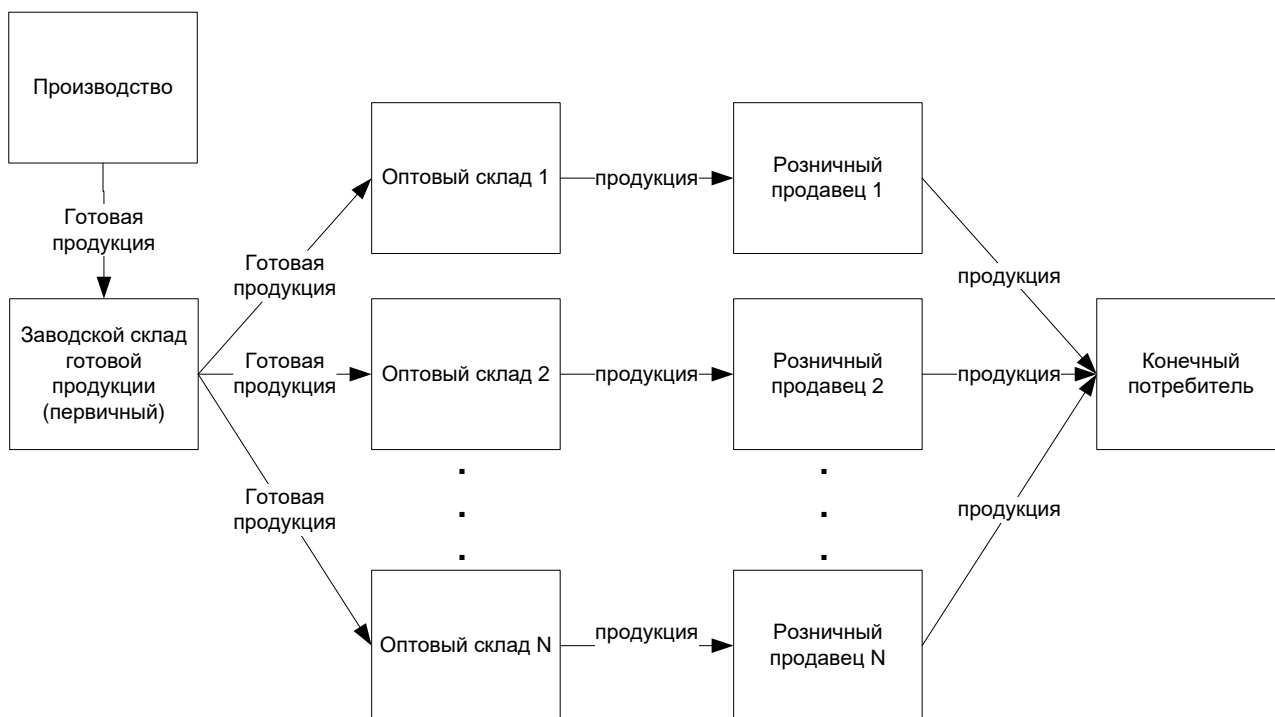 Производство
Готовая
продукция
Заводской склад
готовой
продукции
(первичный)
Готовая
продукция
Готовая
продукция
Готовая
продукция
Оптовый склад 1
продукция
Розничный
продавец 1
продукция
Оптовый склад 2
продукция
Розничный
продавец 2
продукция
Конечный
потребитель
Оптовый склад N
продукция
Розничный
продавец N
продукция